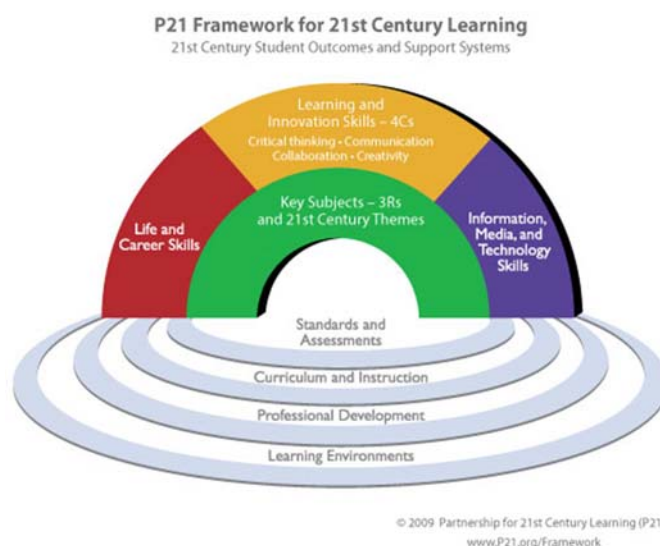 P21 Framework for 21st Century Learning
21st Century Student Outcomes and Support Systems
Learning and
Innovation Skills – 4Cs
Critical thinking • Communication
Collaboration • Creativity
Key Subjects – 3Rs
and 21st Century Themes
Life and
Career Skills
Information,
Media, and
Technology
Skills
Standards and
Assessments
Curriculum and Instruction
Professional Development
Learning Environments
© 2009 Partnership for 21st Century Learning (P21
www.P21.org/Framework